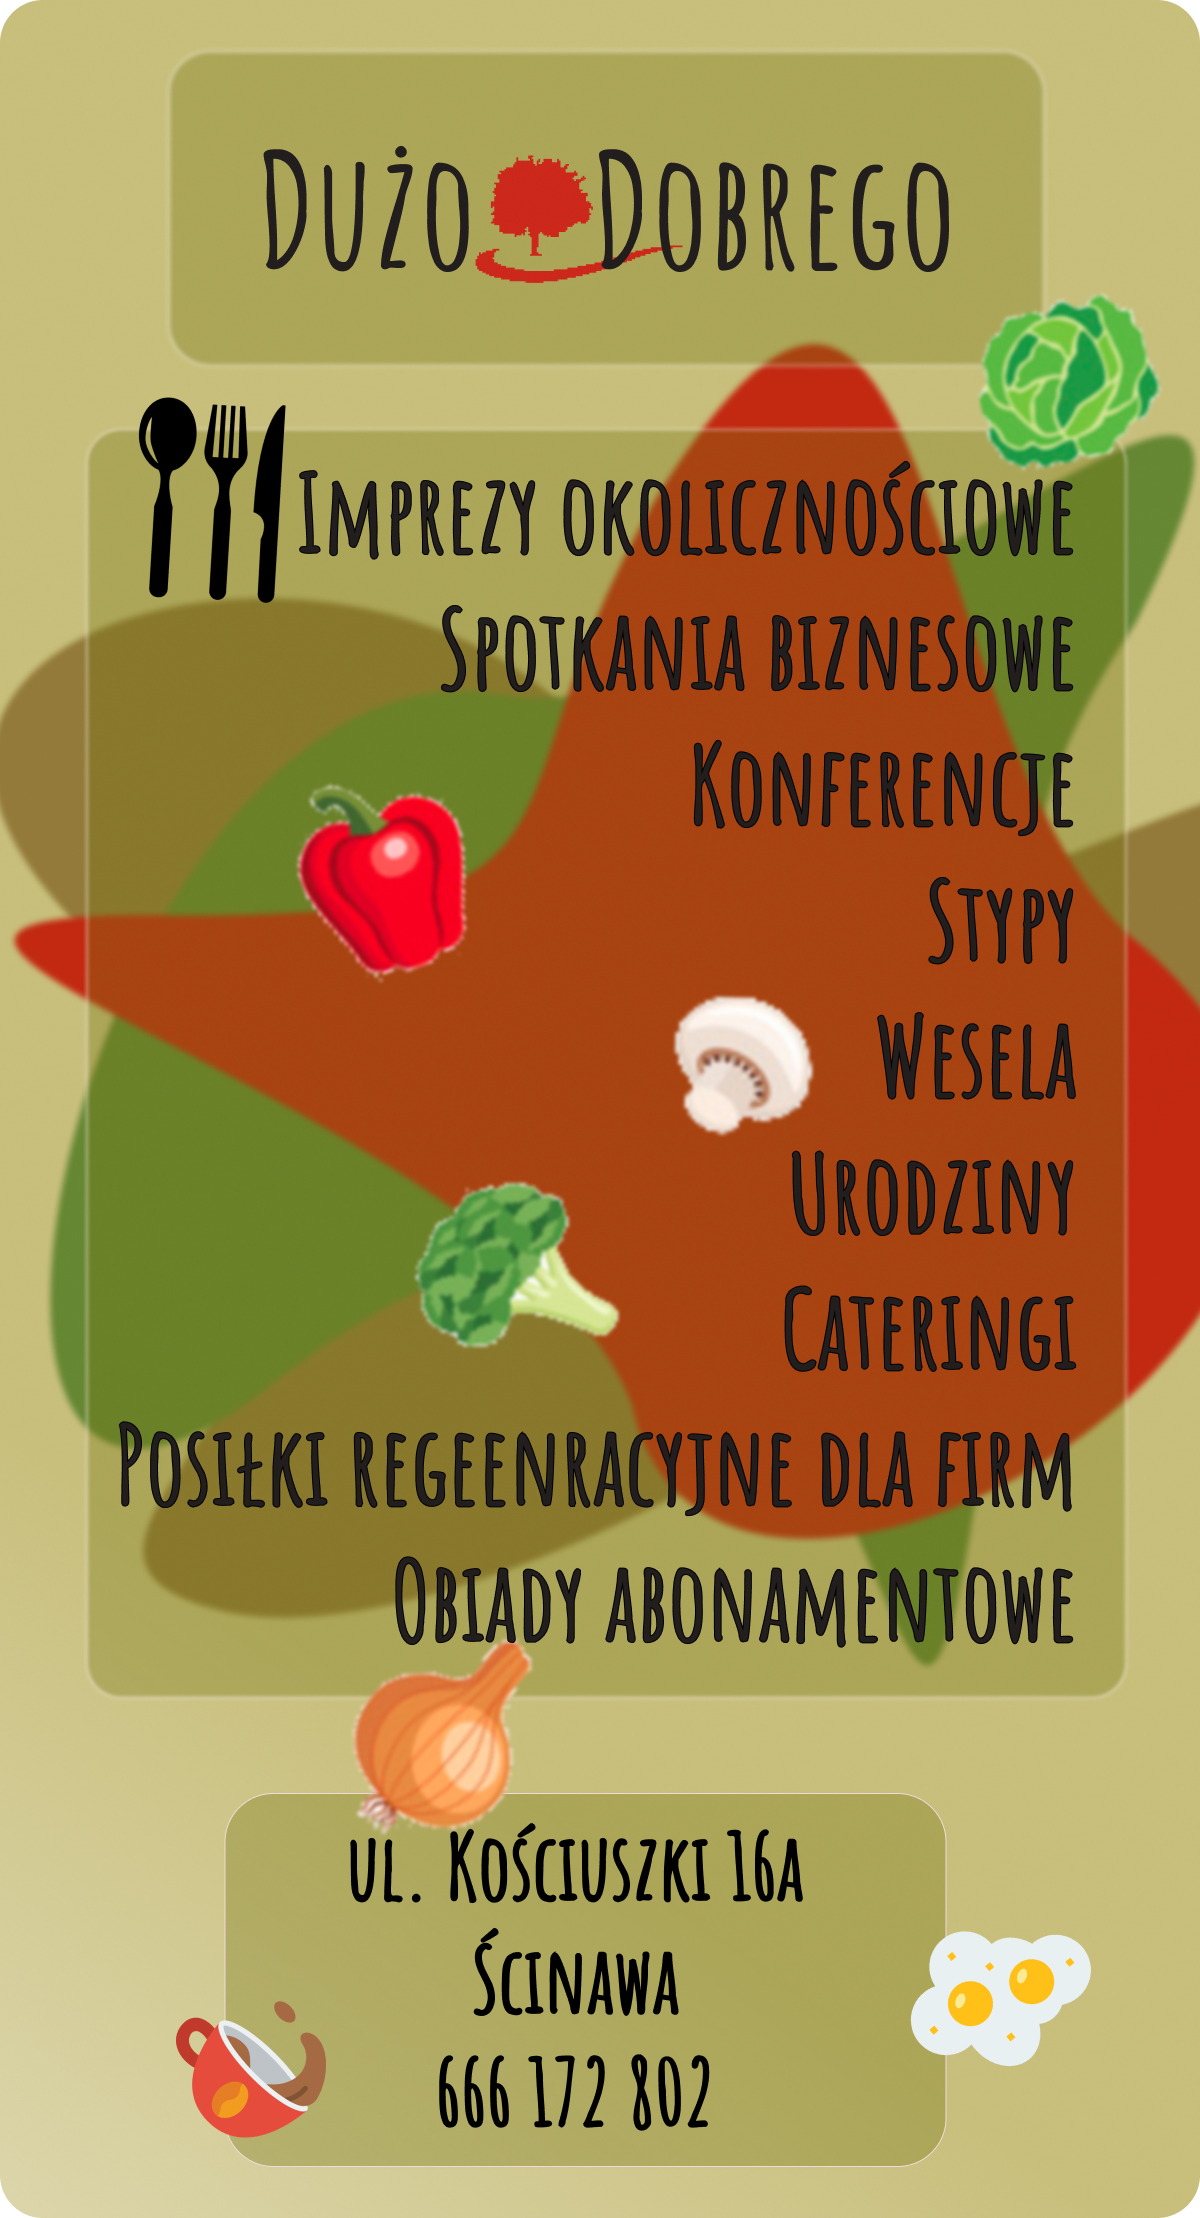 Dużo Dobrego
Imprezy okolicznościowe
Spotkania biznesowe
Konferencje
Stypy
Wesela
Urodziny
Cateringi
Posiłki regeenracyjne dla firm
Obiady abonamentowe
ul. Kościuszki 16a
Ścinawa
666 172 802